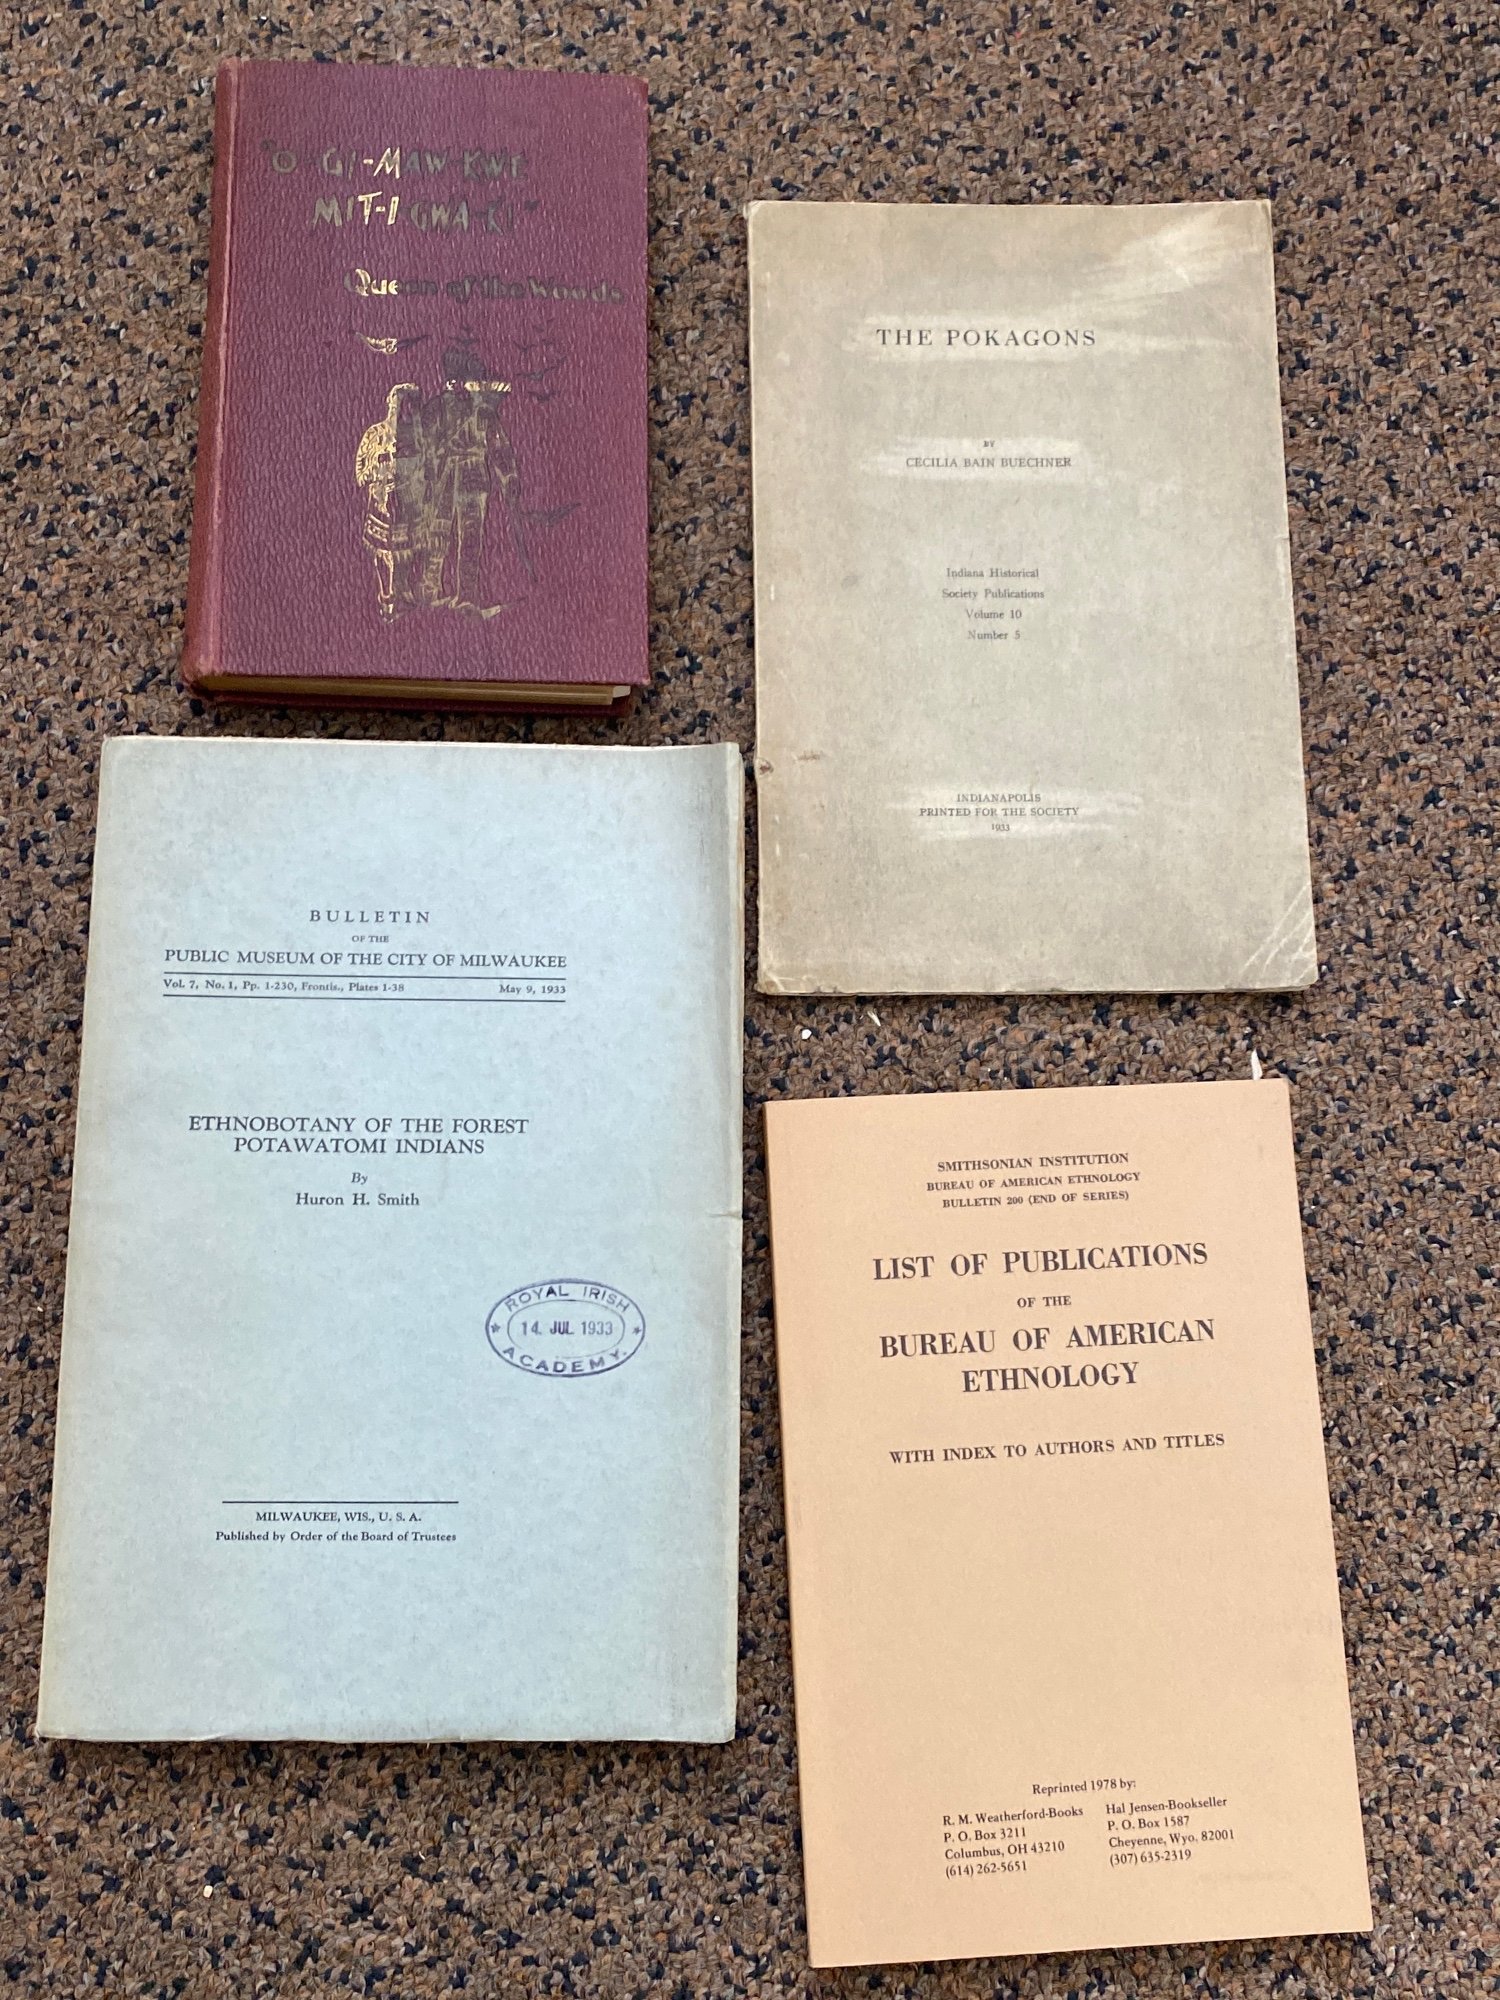 "O-GI-MAW-KWE
MIT-I-GWA-KI"
Queen of the Woods
THE POKAGONS
BY
CECILIA BAIN BUECHNER
Indiana Historical
Society Publications
Volume 10
Number 5
INDIANAPOLIS
PRINTED FOR THE SOCIETY
1933
BULLETIN
OF THE
PUBLIC MUSEUM OF THE CITY OF MILWAUKEE
Vol. 7, No. 1, Pp. 1-230, Frontis., Plates 1-38 May 9, 1933
ETHNOBOTANY OF THE FOREST
POTAWATOMI INDIANS
By
Huron H. Smith
ROYAL IRISH
* 14. JUL. 1933 *
ACADEMY.
MILWAUKEE, WIS., U. S. A.
Published by Order of the Board of Trustees
SMITHSONIAN INSTITUTION
BUREAU OF AMERICAN ETHNOLOGY
BULLETIN 200 (END OF SERIES)
LIST OF PUBLICATIONS
OF THE
BUREAU OF AMERICAN
ETHNOLOGY
WITH INDEX TO AUTHORS AND TITLES
Reprinted 1978 by:
R. M. Weatherford-Books
P. O. Box 3211
Columbus, OH 43210
(614) 262-5651
Hal Jensen-Bookseller
P. O. Box 1587
Cheyenne, Wyo. 82001
(307) 635-2319